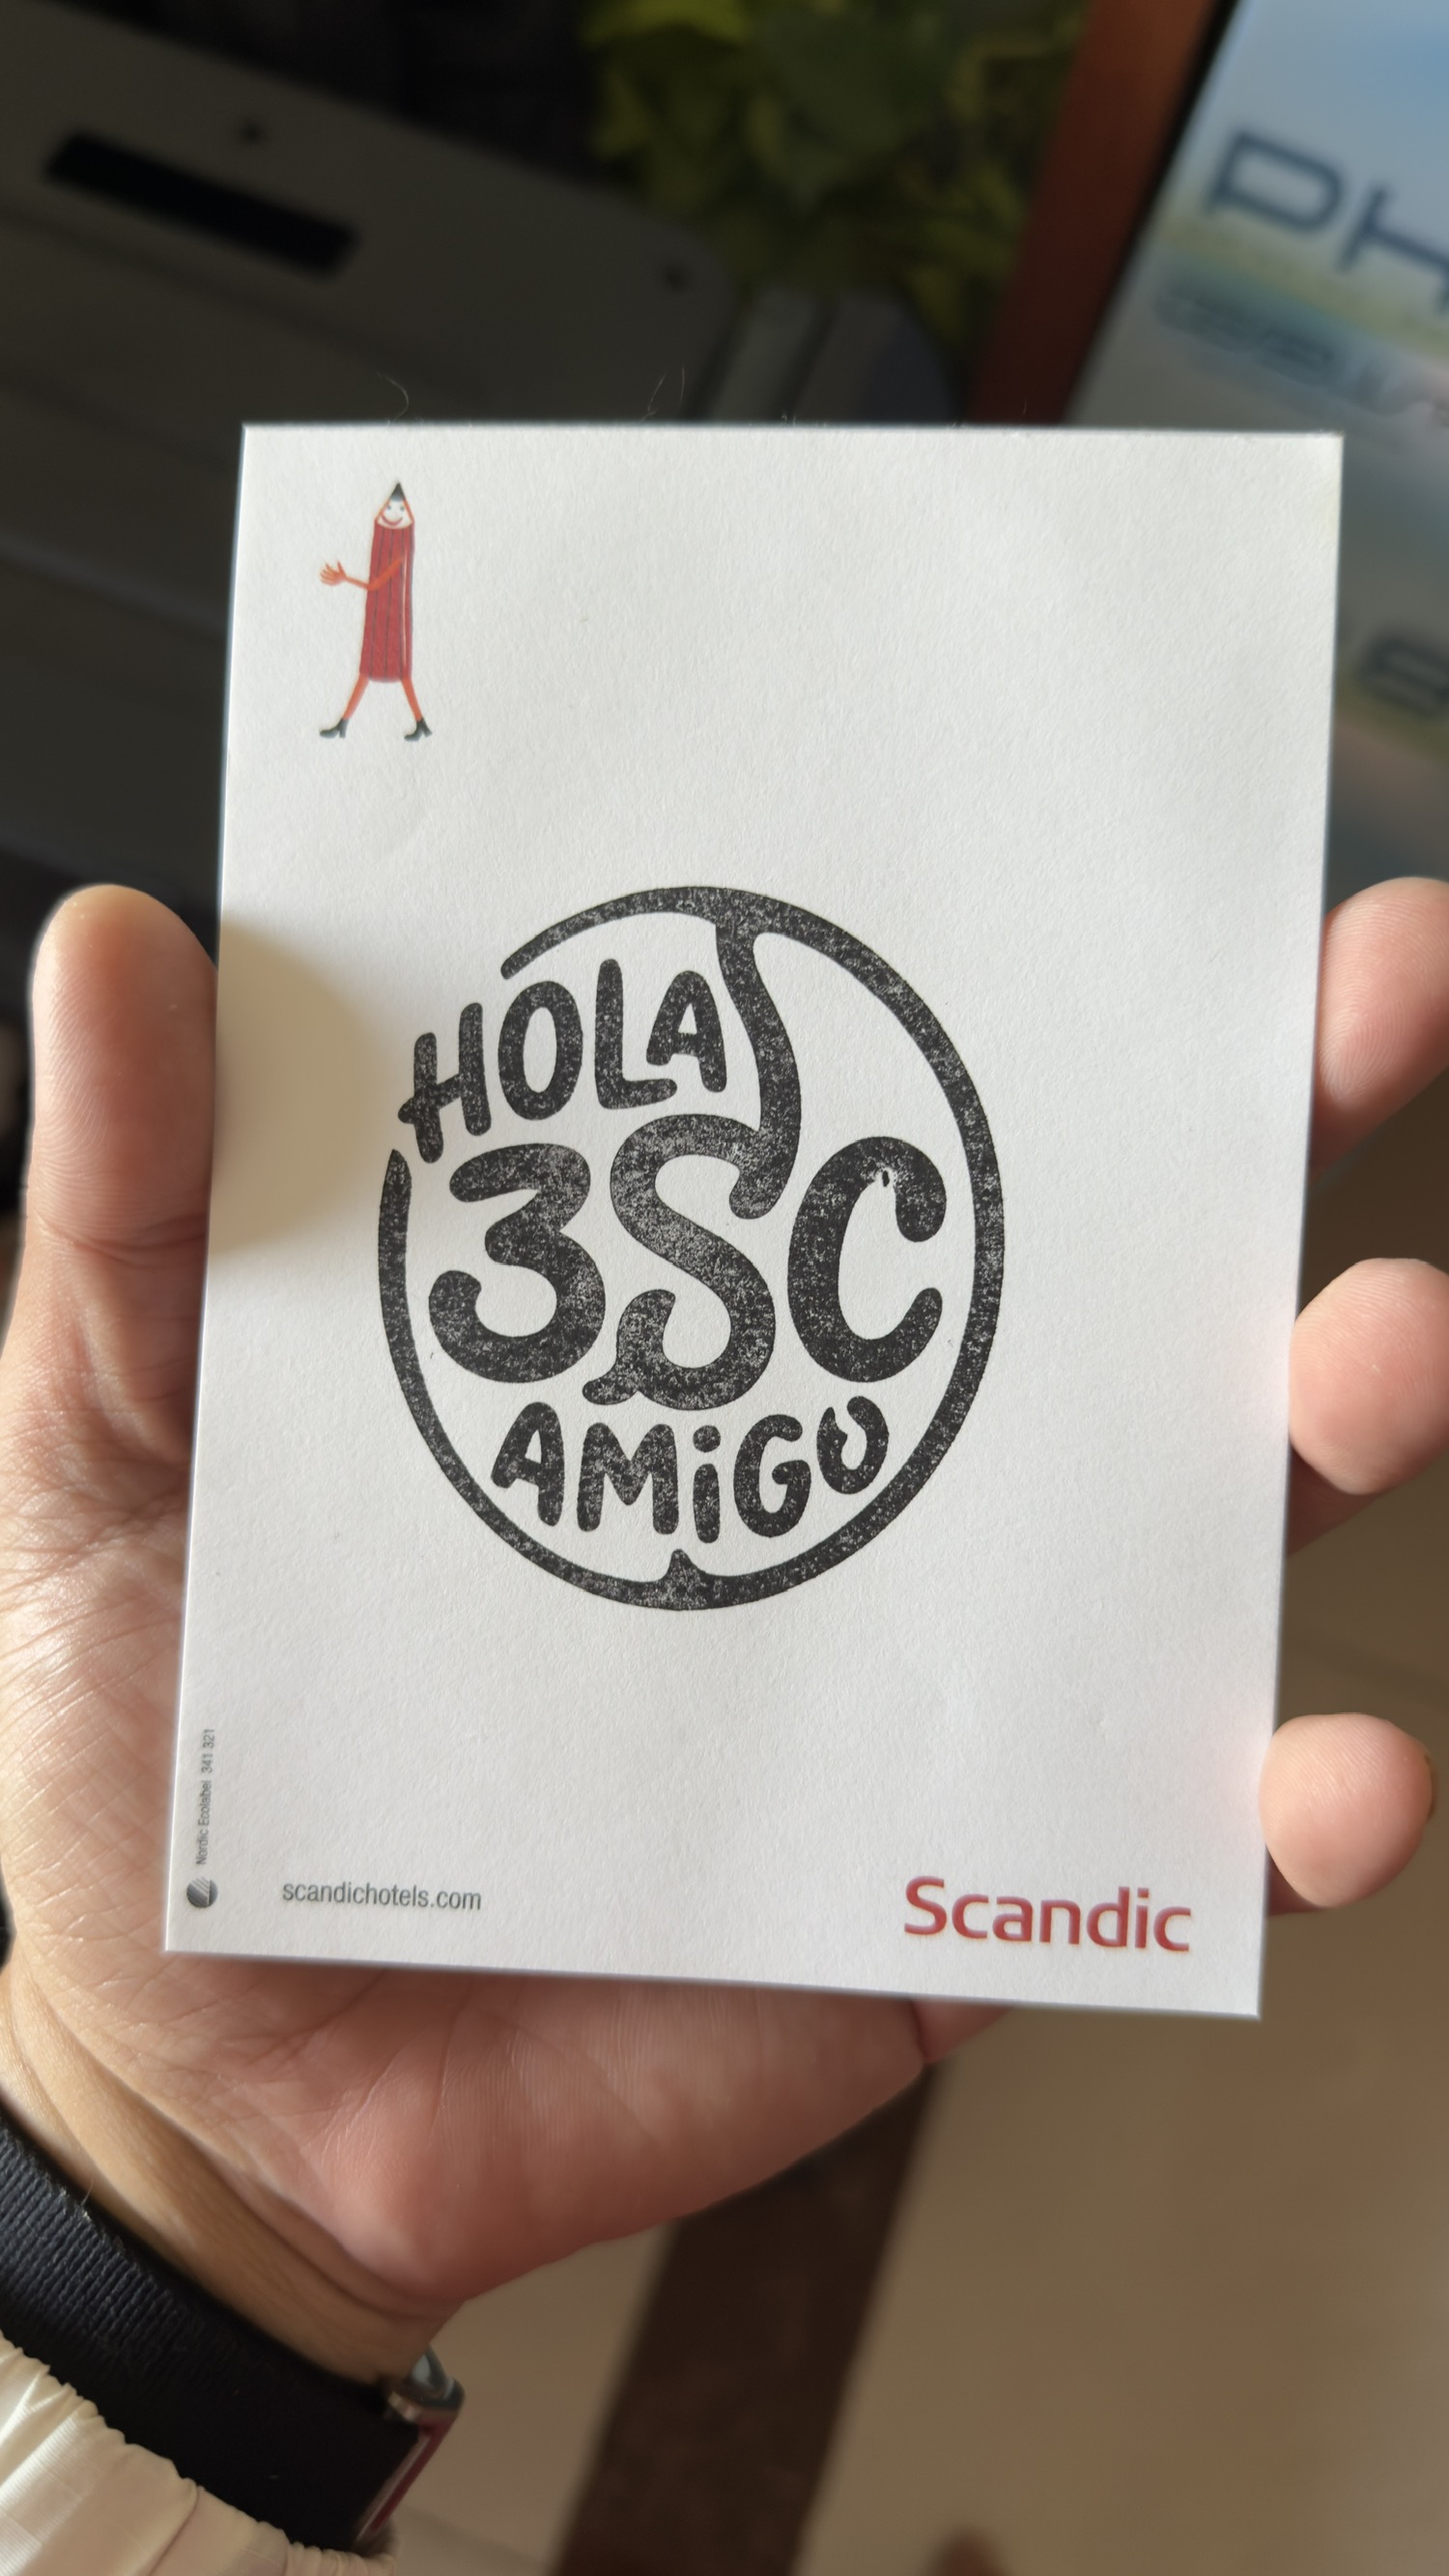 HOLA
3SC
AMiGO
Nordic Ecolabel 341 321
scandichotels.com
Scandic